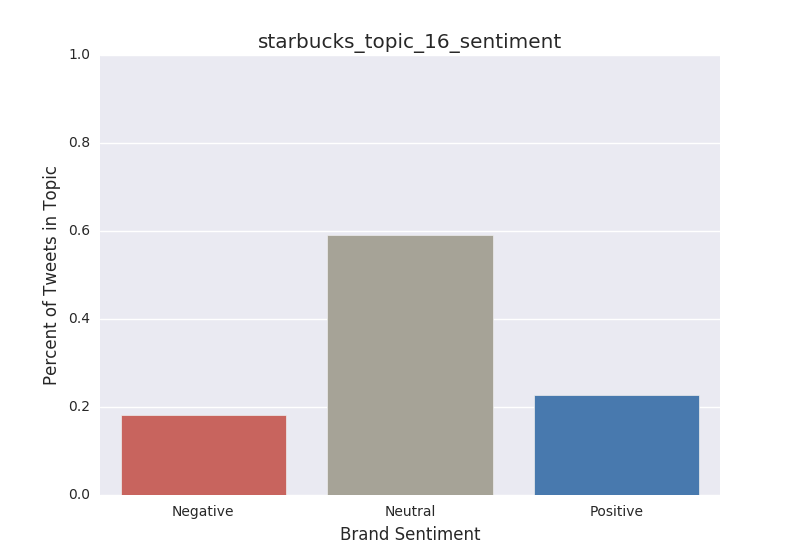 starbucks_topic_16_sentiment
1.0
0.8
0.6
0.4
0.2
0.0
Percent of Tweets in Topic
Negative Neutral Positive
Brand Sentiment